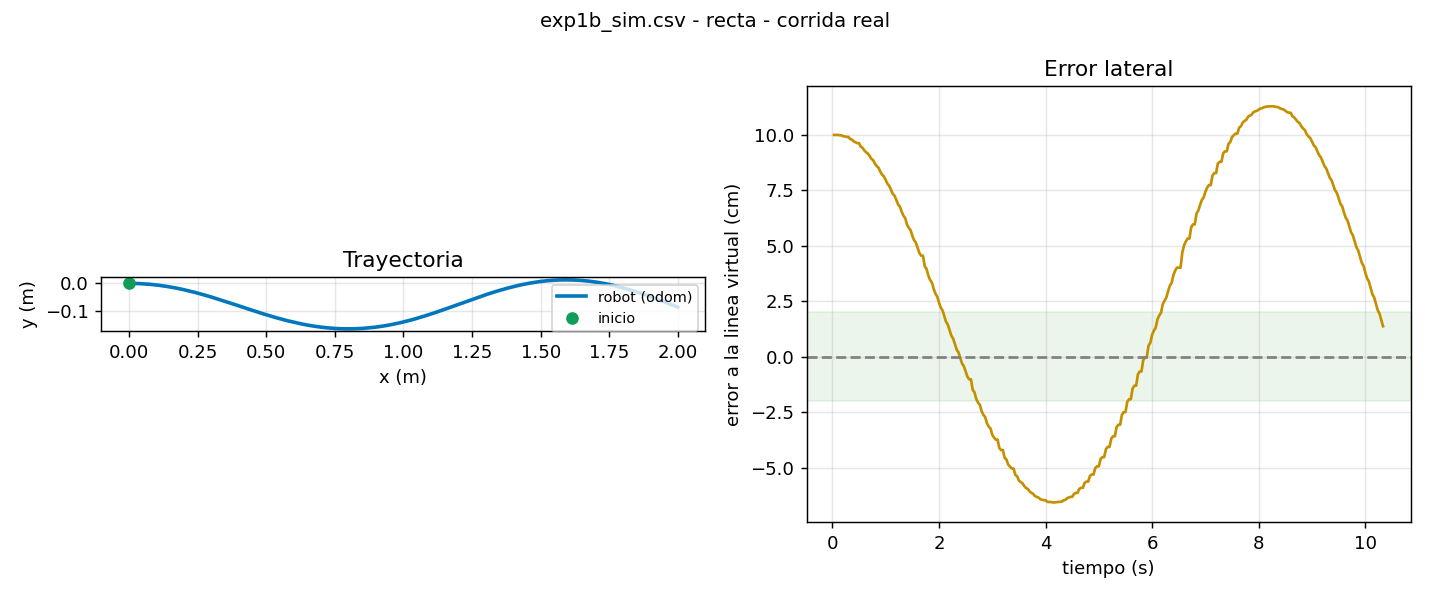 exp1b_sim.csv - recta - corrida real
Trayectoria
y (m)
0.0
−0.1
robot (odom)
inicio
0.00 0.25 0.50 0.75 1.00 1.25 1.50 1.75 2.00
x (m)
Error lateral
error a la linea virtual (cm)
10.0
7.5
5.0
2.5
0.0
−2.5
−5.0
0 2 4 6 8 10
tiempo (s)